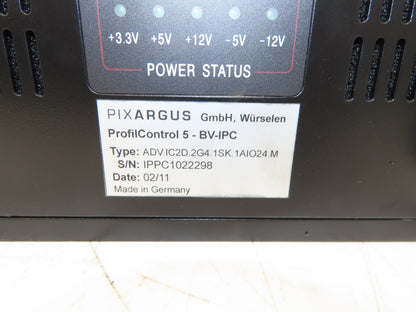 +3.3V +5V +12V -5V -12V
POWER STATUS
PIXARGUS GmbH, Würselen
ProfilControl 5 - BV-IPC
Type: ADV.IC2D.2G4.1SK.1AIO24.M
S/N: IPPC1022298
Date: 02/11
Made in Germany